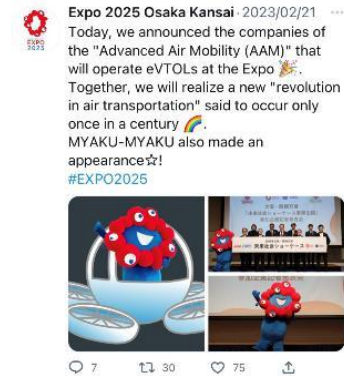 EXPO
2025
Expo 2025 Osaka Kansai · 2023/02/21 ···
Today, we announced the companies of
the "Advanced Air Mobility (AAM)" that
will operate eVTOLs at the Expo 🎉.
Together, we will realize a new "revolution
in air transportation" said to occur only
once in a century 🌈.
MYAKU-MYAKU also made an
appearance☆!
#EXPO2025
7 30 75